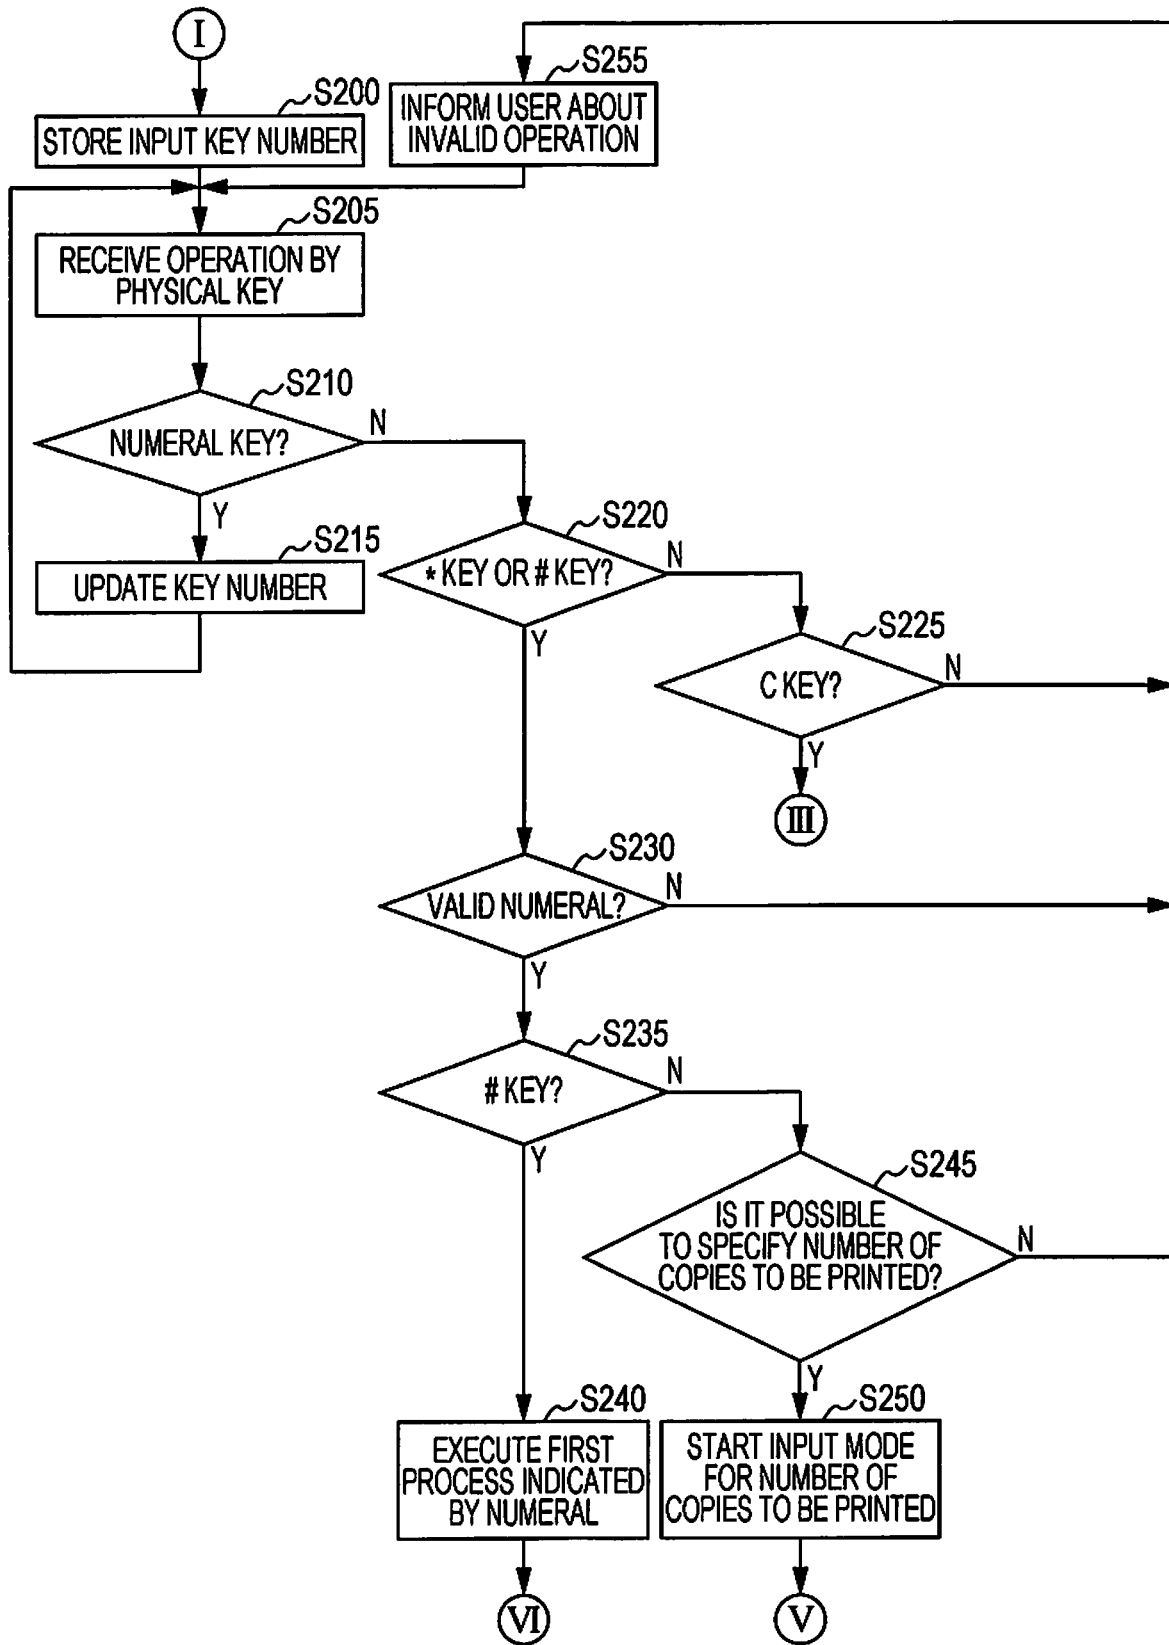 I
S200
STORE INPUT KEY NUMBER
S255
INFORM USER ABOUT
INVALID OPERATION
S205
RECEIVE OPERATION BY
PHYSICAL KEY
S210
NUMERAL KEY?
N
Y
S215
UPDATE KEY NUMBER
S220
* KEY OR # KEY?
N
Y
S225
C KEY?
N
Y
III
S230
VALID NUMERAL?
N
Y
S235
# KEY?
N
Y
S245
IS IT POSSIBLE
TO SPECIFY NUMBER OF
COPIES TO BE PRINTED?
N
Y
S240
EXECUTE FIRST
PROCESS INDICATED
BY NUMERAL
S250
START INPUT MODE
FOR NUMBER OF
COPIES TO BE PRINTED
VI
V